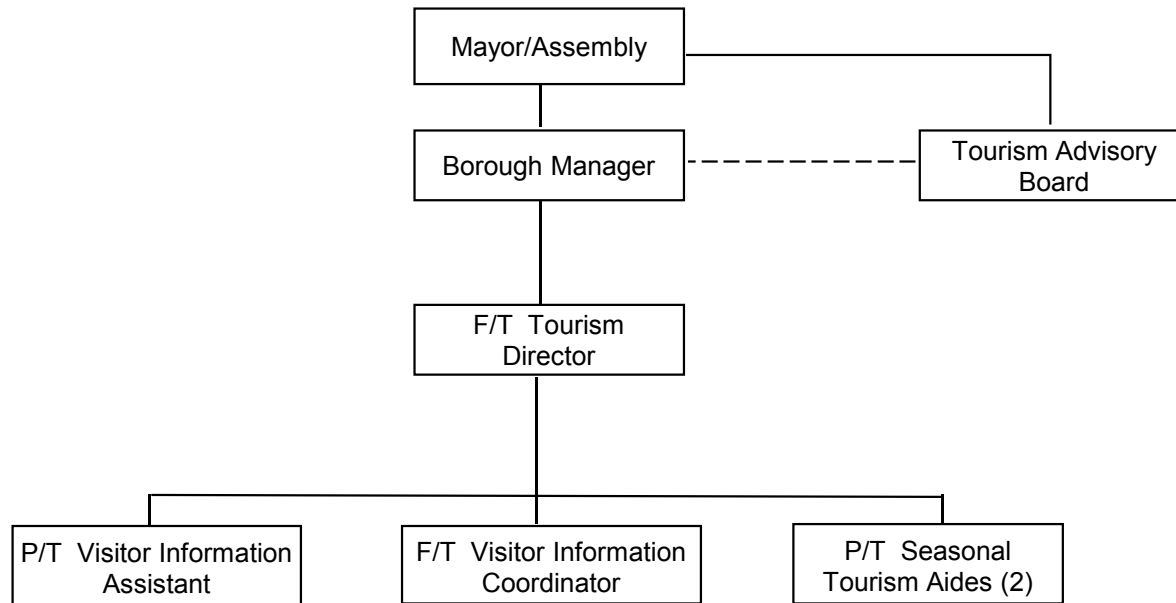 Mayor/Assembly
Borough Manager
Tourism Advisory
Board
F/T Tourism
Director
P/T Visitor Information
Assistant
F/T Visitor Information
Coordinator
P/T Seasonal
Tourism Aides (2)